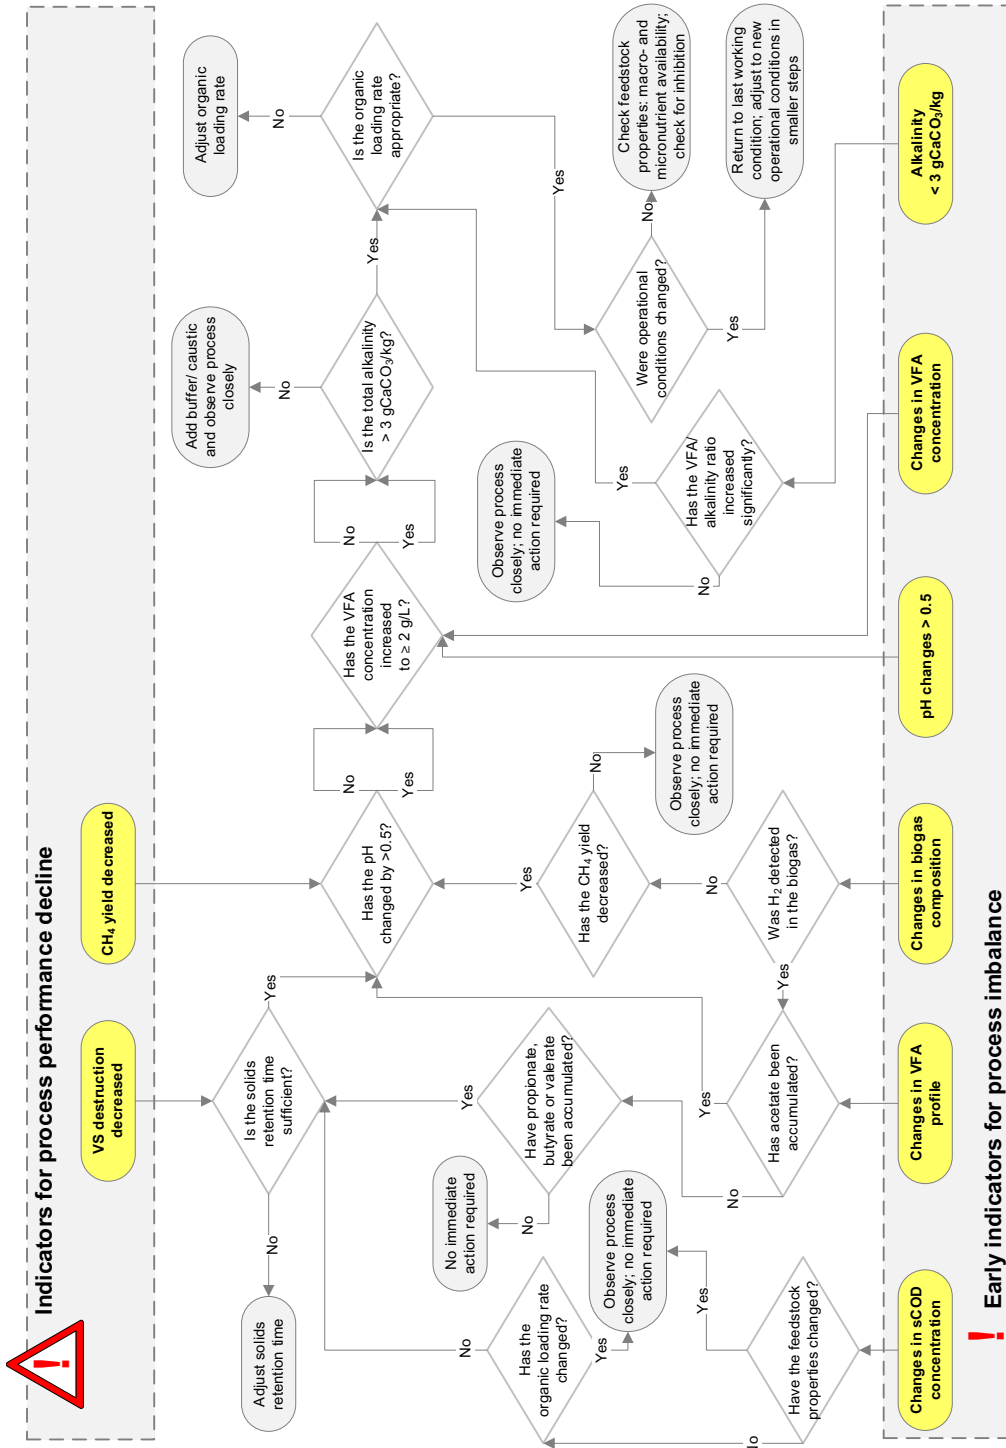 Indicators for process performance decline
VS destruction
decreased
CH₄ yield decreased
Adjust solids
retention time
No
Is the solids
retention time
sufficient?
Yes
Has the pH
changed by >0.5?
No
Yes
Has the VFA
concentration
increased
to ≥ 2 g/L?
No
Yes
Is the total alkalinity
> 3 gCaCO₃/kg?
No
Add buffer/ caustic
and observe process
closely
Yes
Is the organic
loading rate
appropriate?
No
Adjust organic
loading rate
Yes
Has the
organic loading rate
changed?
No
Yes
No immediate
action required
No
Have propionate,
butyrate or valerate
been accumulated?
Yes
Observe process
closely; no immediate
action required
Has the CH₄ yield
decreased?
Yes
No
Observe process
closely; no immediate
action required
Observe process
closely; no immediate
action required
No
Has the VFA/
alkalinity ratio
increased
significantly?
Yes
Were operational
conditions changed?
No
Yes
Check feedstock
properties: macro- and
micronutrient availability;
check for inhibition
Return to last working
condition; adjust to new
operational conditions in
smaller steps
Have the feedstock
properties changed?
Yes
No
Has acetate been
accumulated?
Yes
No
Was H₂ detected
in the biogas?
Yes
No
Changes in sCOD
concentration
Changes in VFA
profile
Changes in biogas
composition
pH changes > 0.5
Changes in VFA
concentration
Alkalinity
< 3 gCaCO₃/kg
Early indicators for process imbalance